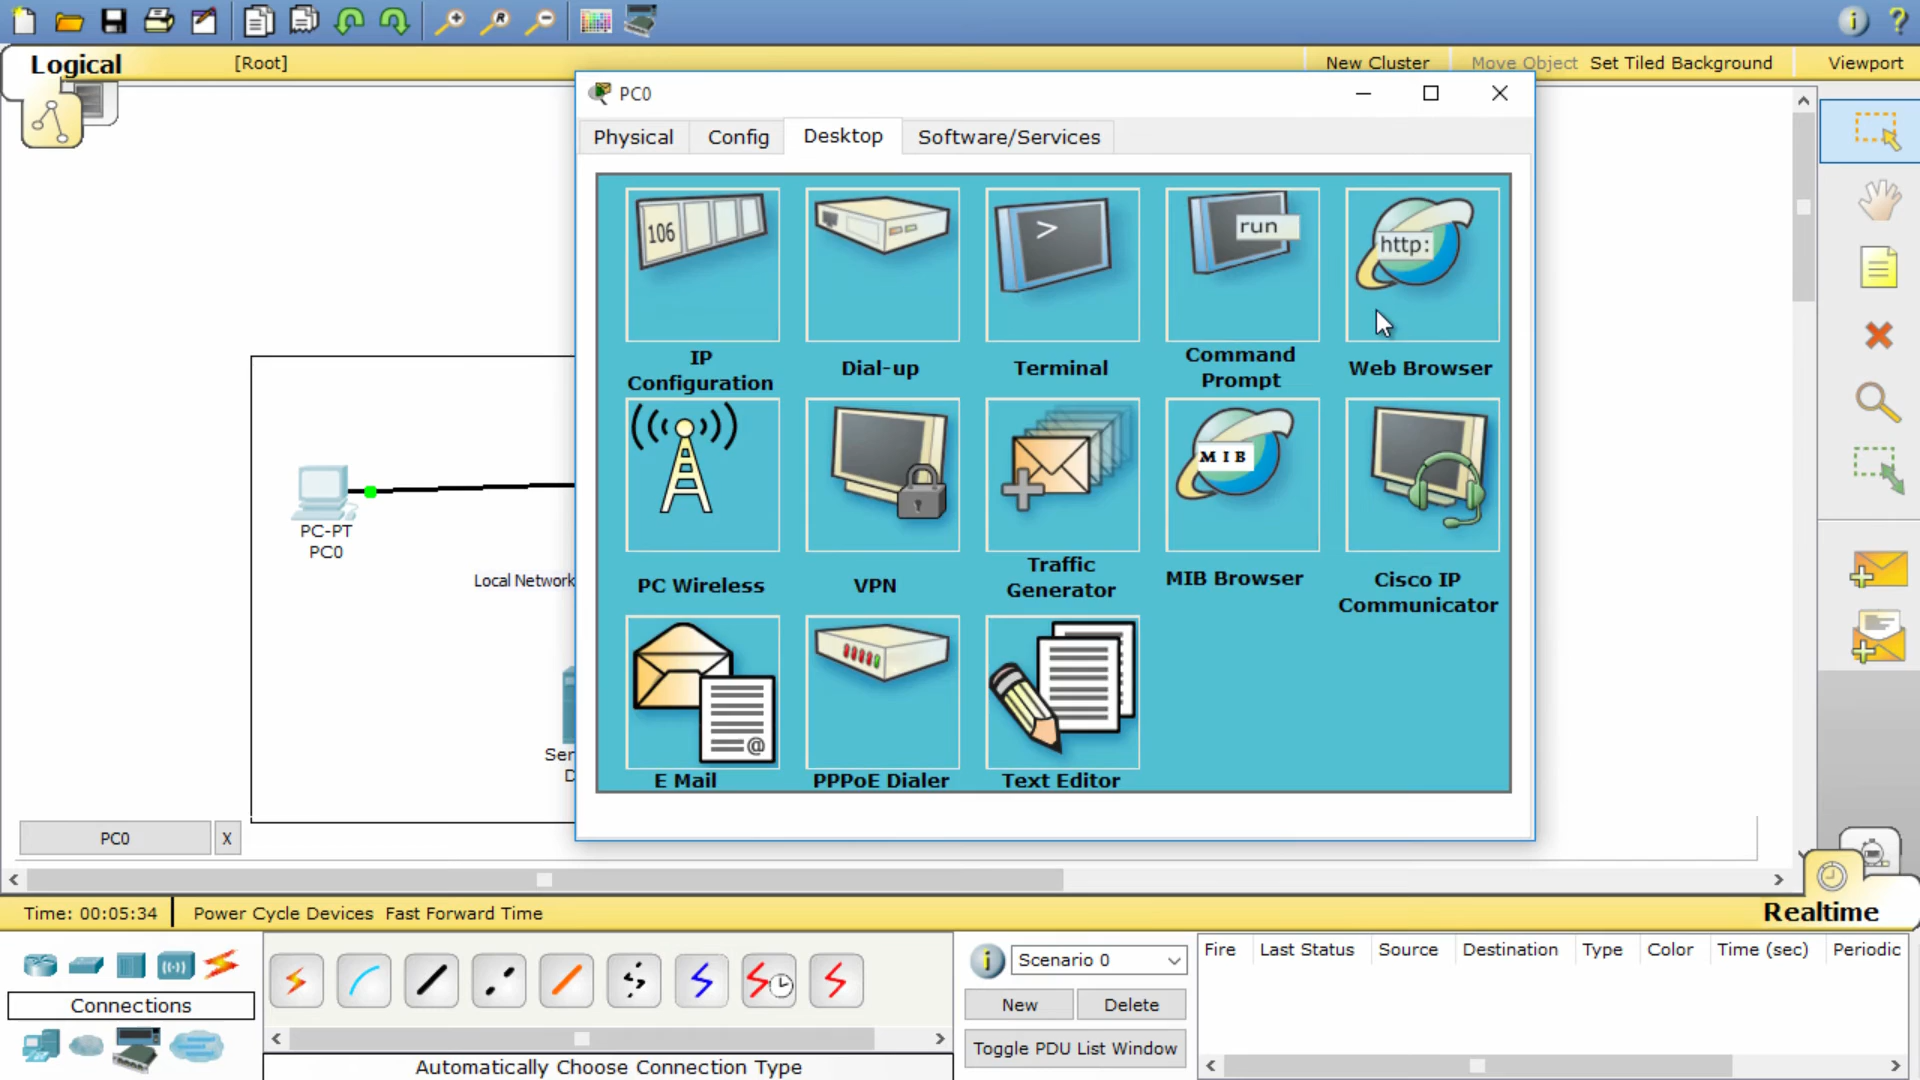 Logical
[Root]
New Cluster
Move Object
Set Tiled Background
Viewport
PC0
Physical
Config
Desktop
Software/Services
106
>
run
http:
IP
Configuration
Dial-up
Terminal
Command
Prompt
Web Browser
MIB
PC Wireless
VPN
Traffic
Generator
MIB Browser
Cisco IP
Communicator
@
E Mail
PPPoE Dialer
Text Editor
PC-PT
PC0
Local Network
PC0
X
Time: 00:05:34
Power Cycle Devices
Fast Forward Time
Realtime
Connections
Automatically Choose Connection Type
Scenario 0
New
Delete
Toggle PDU List Window
Fire
Last Status
Source
Destination
Type
Color
Time (sec)
Periodic